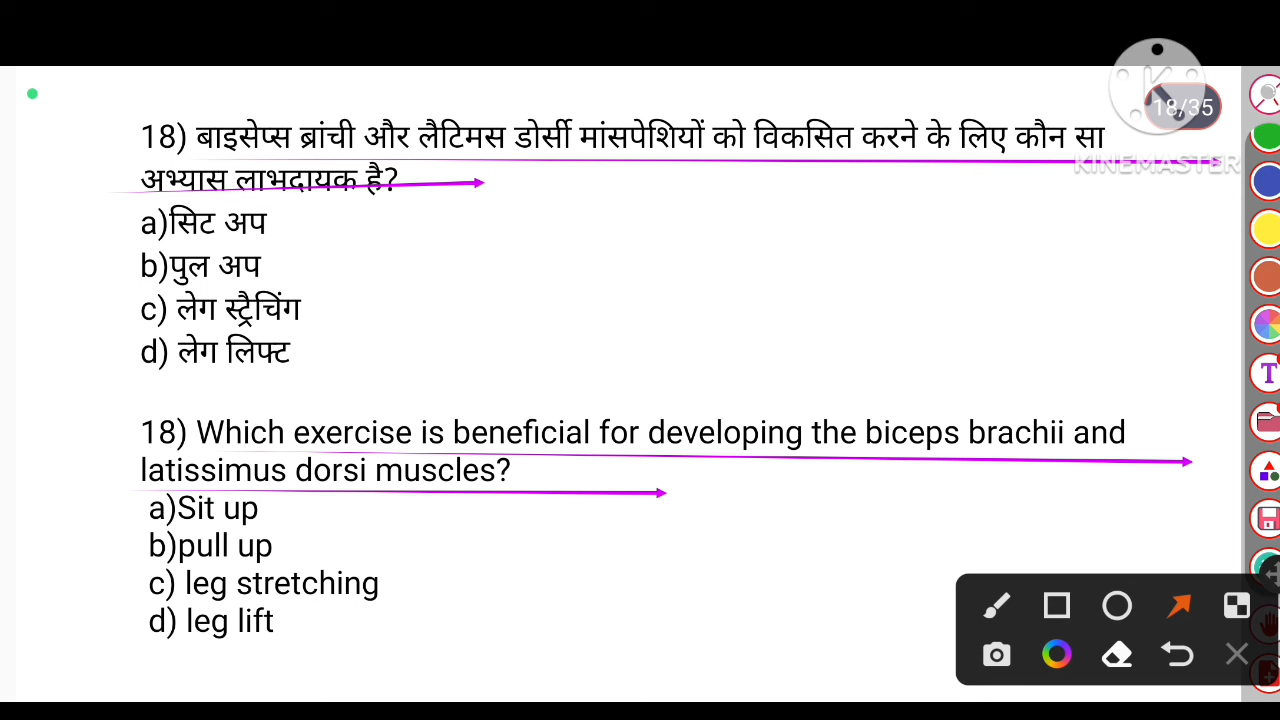 18/35
KINEMASTER
18) बाइसेप्स ब्रांची और लैटिमस डोर्सी मांसपेशियों को विकसित करने के लिए कौन सा
अभ्यास लाभदायक है?
a)सिट अप
b)पुल अप
c) लेग स्ट्रैचिंग
d) लेग लिफ्ट
18) Which exercise is beneficial for developing the biceps brachii and
latissimus dorsi muscles?
a)Sit up
b)pull up
c) leg stretching
d) leg lift
T